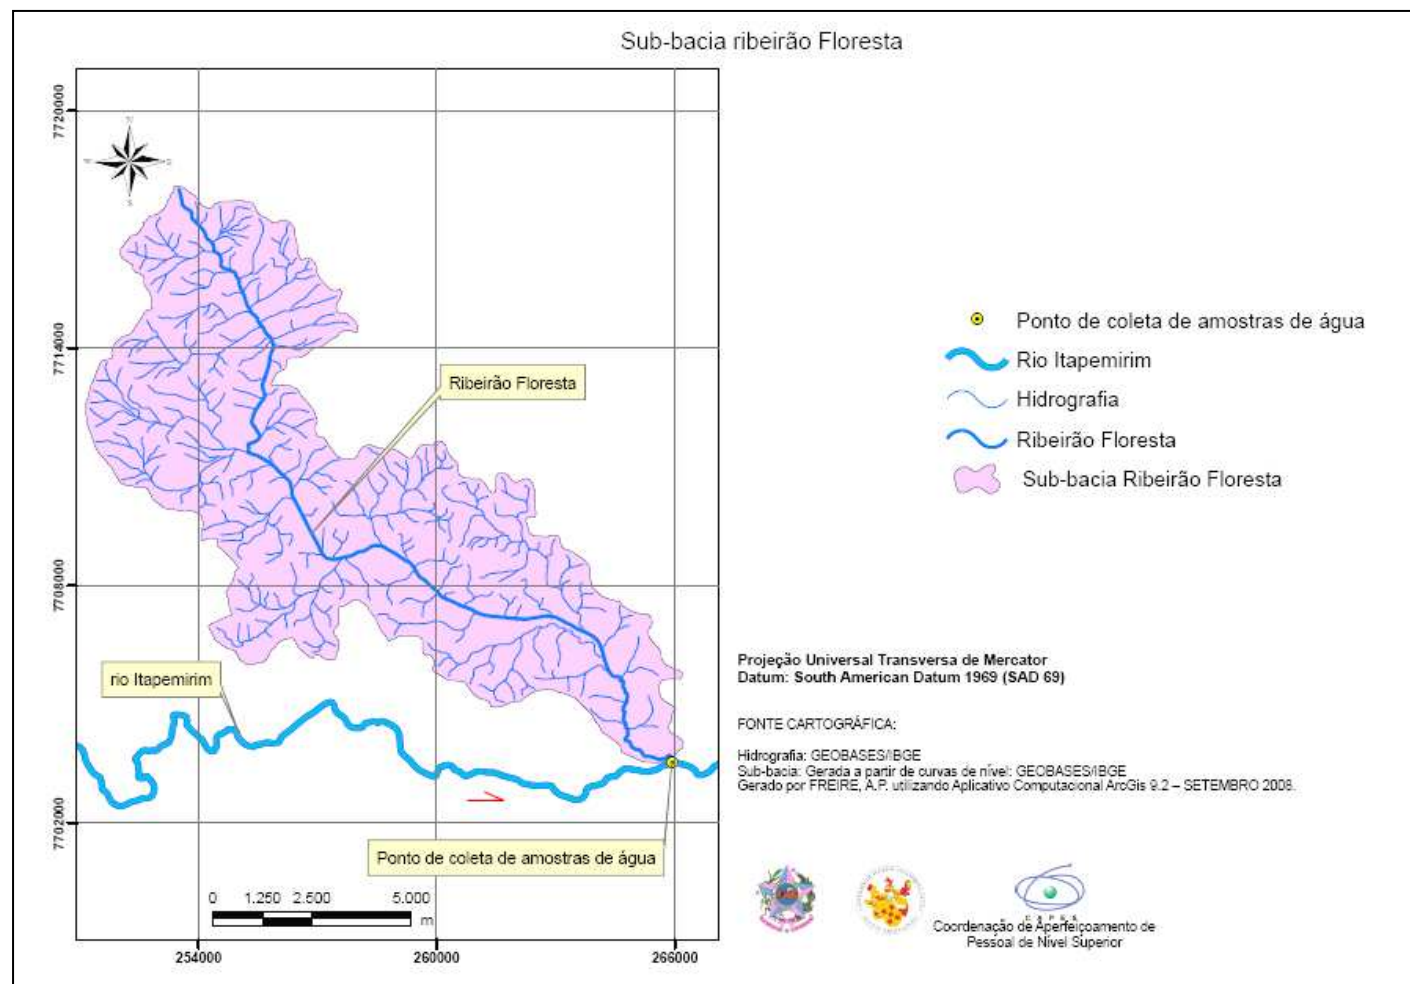 Sub-bacia ribeirão Floresta
7720000
7714000
7708000
7702000
N
S
Ribeirão Floresta
rio Itapemirim
Ponto de coleta de amostras de água
0 1.250 2.500 5.000
m
254000 260000 266000
Ponto de coleta de amostras de água
Rio Itapemirim
Hidrografia
Ribeirão Floresta
Sub-bacia Ribeirão Floresta
Projeção Universal Transversa de Mercator
Datum: South American Datum 1969 (SAD 69)
FONTE CARTOGRÁFICA:
Hidrografia: GEOBASES/IBGE
Sub-bacia: Gerada a partir de curvas de nível: GEOBASES/IBGE
Gerado por FREIRE, A.P. utilizando Aplicativo Computacional ArcGis 9.2 – SETEMBRO 2008.
C A P E S
Coordenação de Aperfeiçoamento de
Pessoal de Nível Superior